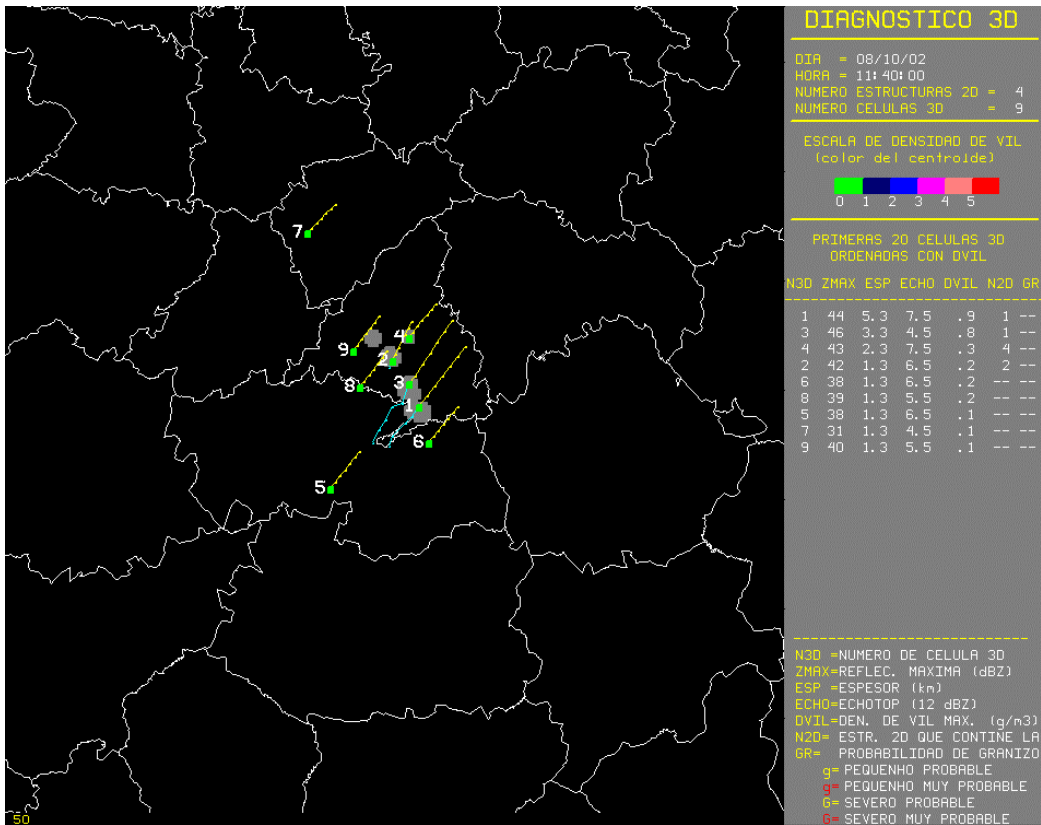 DIAGNOSTICO 3D
DIA = 08/10/02
HORA = 11:40:00
NUMERO ESTRUCTURAS 2D = 4
NUMERO CELULAS 3D = 9
ESCALA DE DENSIDAD DE VIL
(color del centroide)
0 1 2 3 4 5
PRIMERAS 20 CELULAS 3D
ORDENADAS CON DVIL
N3D ZMAX ESP ECHO DVIL N2D GR
1 44 5.3 7.5 .9 1 --
3 46 3.3 4.5 .8 1 --
4 43 2.3 7.5 .3 4 --
2 42 1.3 6.5 .2 2 --
6 38 1.3 6.5 .2 -- --
8 39 1.3 5.5 .2 -- --
5 38 1.3 6.5 .1 -- --
7 31 1.3 4.5 .1 -- --
9 40 1.3 5.5 .1 -- --
N3D =NUMERO DE CELULA 3D
ZMAX=REFLEC. MAXIMA (dBZ)
ESP =ESPESOR (km)
ECHO=ECHOTOP (12 dBZ)
DVIL=DEN. DE VIL MAX. (g/m3)
N2D= ESTR. 2D QUE CONTINE LA
GR= PROBABILIDAD DE GRANIZO
g= PEQUENHO PROBABLE
g= PEQUENHO MUY PROBABLE
G= SEVERO PROBABLE
G= SEVERO MUY PROBABLE
7
4
9
2
8
3
1
6
5
50